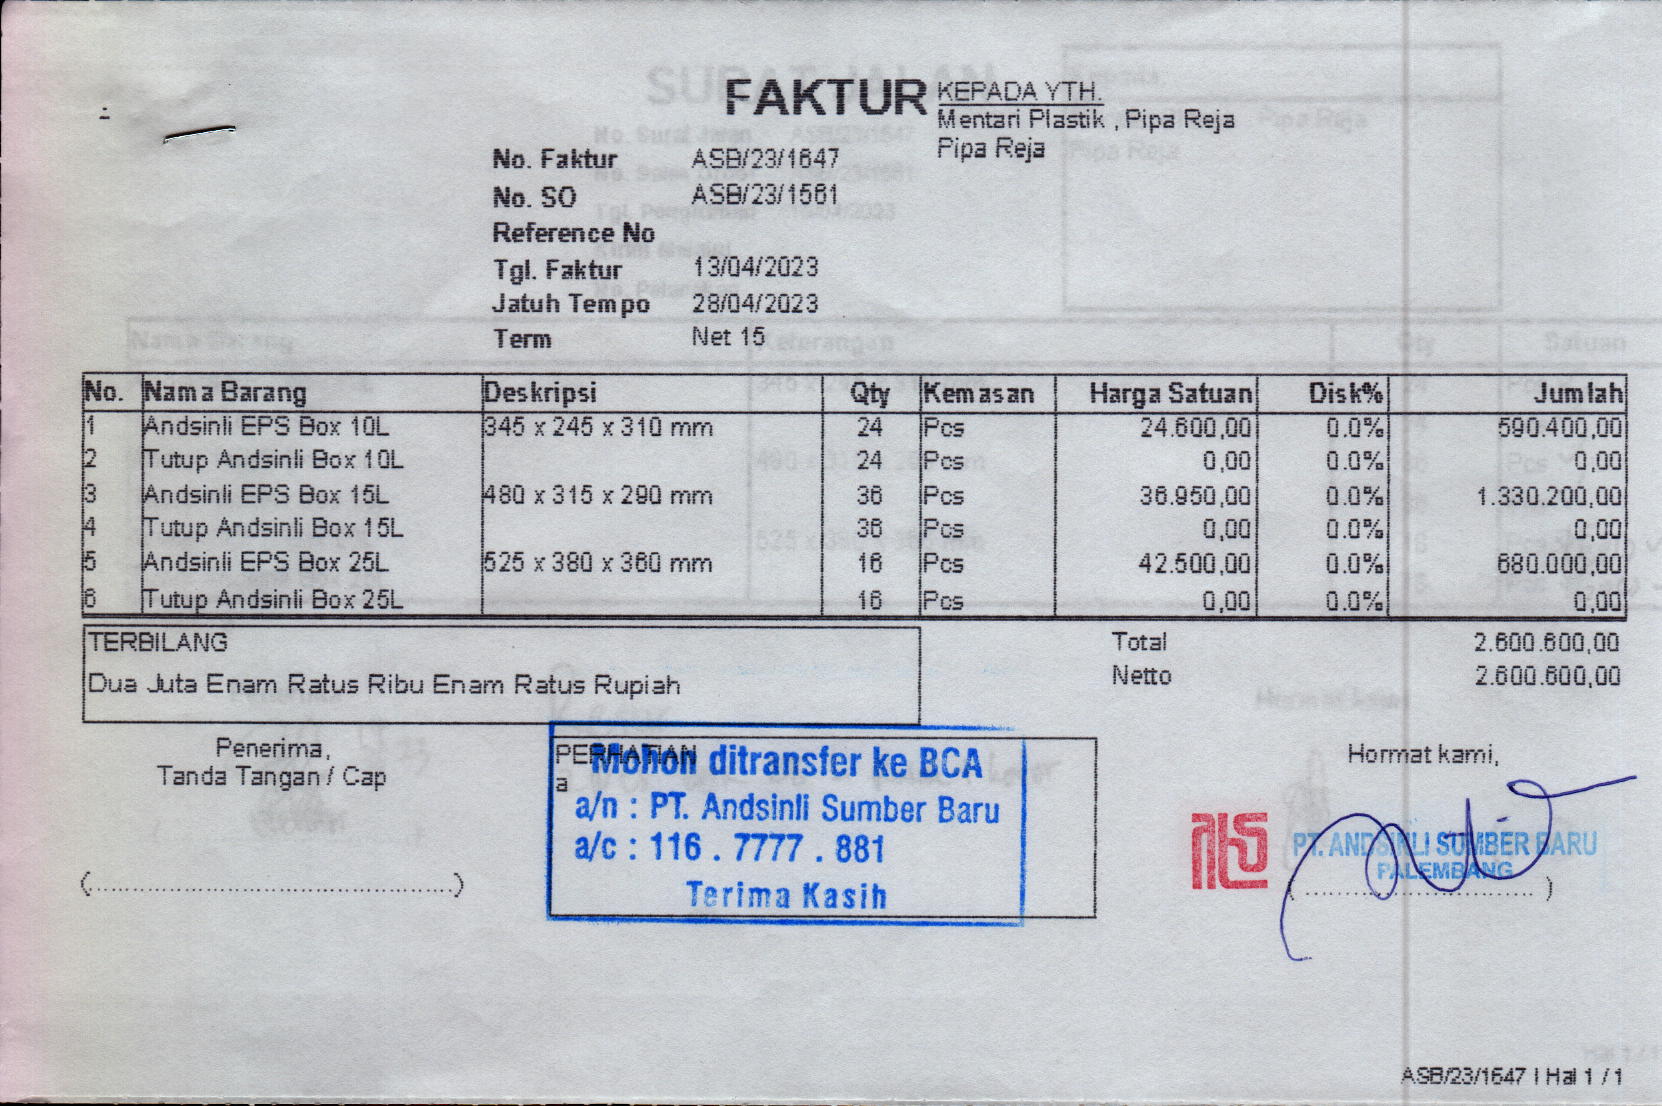 FAKTUR
KEPADA YTH.
Mentari Plastik , Pipa Reja
Pipa Reja
No. Faktur ASB/23/1647
No. SO ASB/23/1561
Reference No
Tgl. Faktur 13/04/2023
Jatuh Tempo 28/04/2023
Term Net 15
No. Nama Barang Deskripsi Qty Kemasan Harga Satuan Disk% Jumlah
1 Andsinli EPS Box 10L 345 x 245 x 310 mm 24 Pcs 24.600,00 0.0% 590.400,00
2 Tutup Andsinli Box 10L 24 Pcs 0,00 0.0% 0,00
3 Andsinli EPS Box 15L 480 x 315 x 290 mm 36 Pcs 36.950,00 0.0% 1.330.200,00
4 Tutup Andsinli Box 15L 36 Pcs 0,00 0.0% 0,00
5 Andsinli EPS Box 25L 525 x 380 x 360 mm 16 Pcs 42.500,00 0.0% 680.000,00
6 Tutup Andsinli Box 25L 16 Pcs 0,00 0.0% 0,00
TERBILANG
Dua Juta Enam Ratus Ribu Enam Ratus Rupiah
Total 2.600.600,00
Netto 2.600.600,00
Penerima,
Tanda Tangan / Cap
PERHATIAN
a
Mohon ditransfer ke BCA
a/n : PT. Andsinli Sumber Baru
a/c : 116 . 7777 . 881
Terima Kasih
Hormat kami,
PT. ANDSINLI SUMBER BARU
PALEMBANG
ASB/23/1647 | Hal 1 / 1